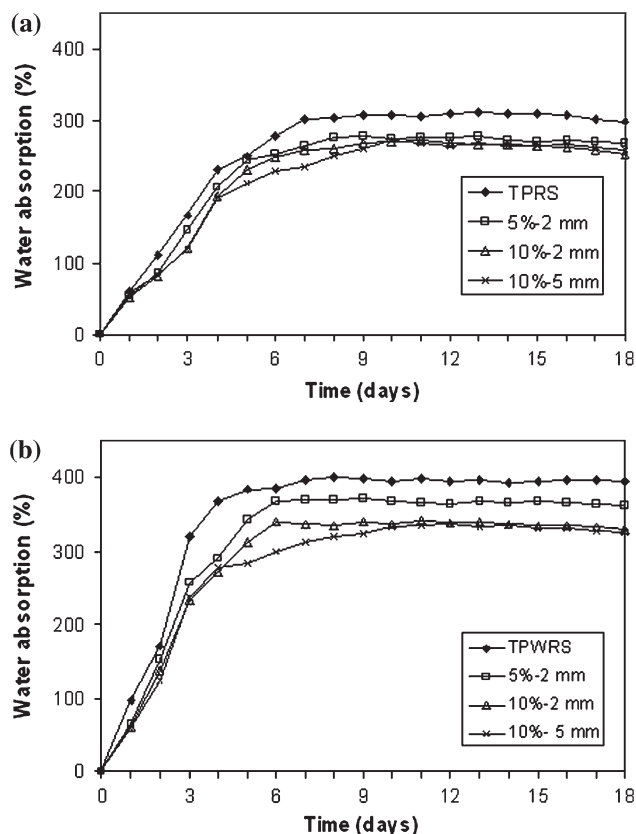 (a)
Water absorption (%)
400
300
200
100
0
TPRS
5%-2 mm
10%-2 mm
10%-5 mm
0 3 6 9 12 15 18
Time (days)
(b)
Water absorption (%)
400
300
200
100
0
TPWRS
5%-2 mm
10%-2 mm
10%- 5 mm
0 3 6 9 12 15 18
Time (days)